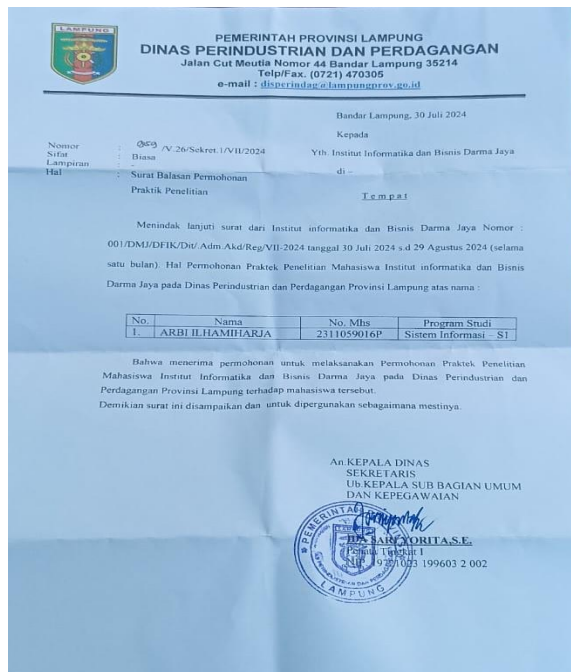 LAMPUNG
PEMERINTAH PROVINSI LAMPUNG
DINAS PERINDUSTRIAN DAN PERDAGANGAN
Jalan Cut Meutia Nomor 44 Bandar Lampung 35214
Telp/Fax. (0721) 470305
e-mail : disperindag@lampungprov.go.id
Bandar Lampung, 30 Juli 2024
Kepada
Nomor : /V.26/Sekret.1/VII/2024 Yth. Institut Informatika dan Bisnis Darma Jaya
Sifat : Biasa
Lampiran : - di –
Hal : Surat Balasan Permohonan
Praktik Penelitian
Tempat
Menindak lanjuti surat dari Institut informatika dan Bisnis Darma Jaya Nomor :
001/DMJ/DFIK/Dit/ Adm.Akd/Reg/VII-2024 tanggal 30 Juli 2024 s.d 29 Agustus 2024 (selama
satu bulan). Hal Permohonan Praktek Penelitian Mahasiswa Institut informatika dan Bisnis
Darma Jaya pada Dinas Perindustrian dan Perdagangan Provinsi Lampung atas nama :
No. Nama No. Mhs Program Studi
1. ARBI ILHAMIHARJA 2311059016P Sistem Informasi – S1
Bahwa menerima permohonan untuk melaksanakan Permohonan Praktek Penelitian
Mahasiswa Institut Informatika dan Bisnis Darma Jaya pada Dinas Perindustrian dan
Perdagangan Provinsi Lampung terhadap mahasiswa tersebut.
Demikian surat ini disampaikan dan untuk dipergunakan sebagaimana mestinya.
An.KEPALA DINAS
SEKRETARIS
Ub.KEPALA SUB BAGIAN UMUM
DAN KEPEGAWAIAN
SARI YORITA,S.E.
Penata Tingkat I
199603 2 002
PEMERINTAH
LAMPUNG